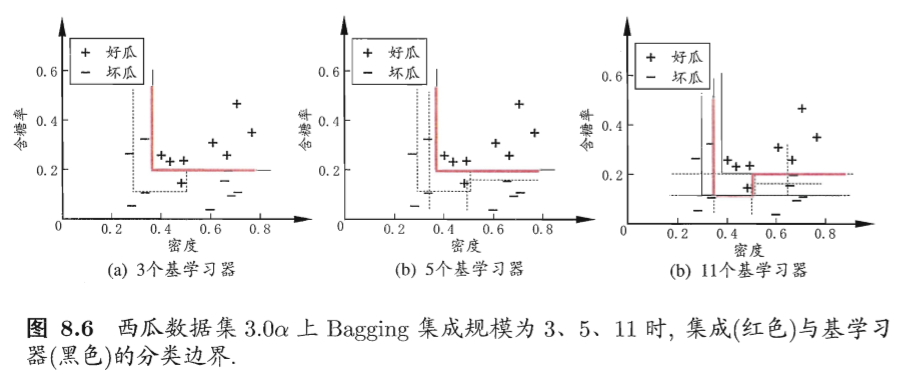 含糖率
0.6
0.4
0.2
0
+ 好瓜
− 坏瓜
0.2 0.4 0.6 0.8
密度
(a) 3个基学习器
含糖率
0.6
0.4
0.2
0
+ 好瓜
− 坏瓜
0.2 0.4 0.6 0.8
密度
(b) 5个基学习器
含糖率
0.6
0.4
0.2
0
+ 好瓜
− 坏瓜
0.2 0.4 0.6 0.8
密度
(b) 11个基学习器
图 8.6 西瓜数据集 3.0α 上 Bagging 集成规模为 3、5、11 时, 集成(红色)与基学习
器(黑色)的分类边界.